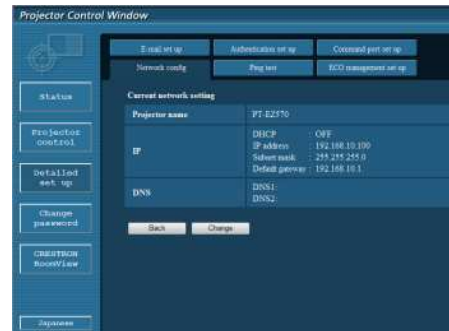 Projector Control Window
E-mail set up
Authentication set up
Command port set up
Network config
Ping test
ECO management set up
Status
Projector control
Detailed set up
Change password
CRESTRON RoomView
Japanese
Current network setting
Projector name PT-EZ570
IP
DHCP : OFF
IP address : 192.168.10.100
Subnet mask : 255.255.255.0
Default gateway : 192.168.10.1
DNS
DNS1:
DNS2:
Back
Change